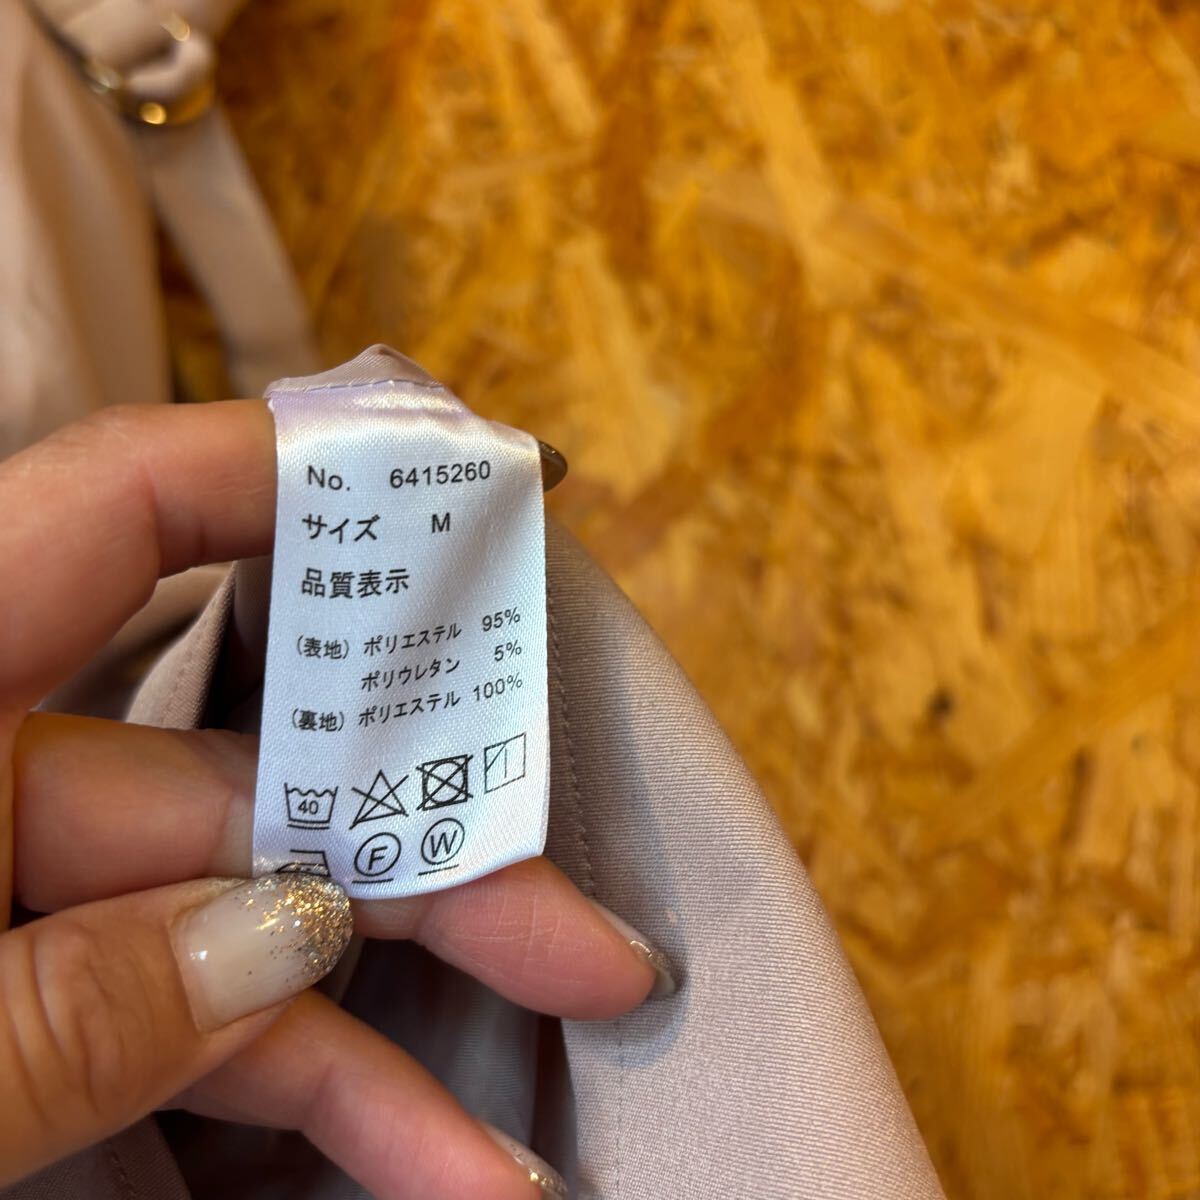 No. 6415260
サイズ M
品質表示
(表地) ポリエステル 95%
ポリウレタン 5%
(裏地) ポリエステル 100%
40
F W